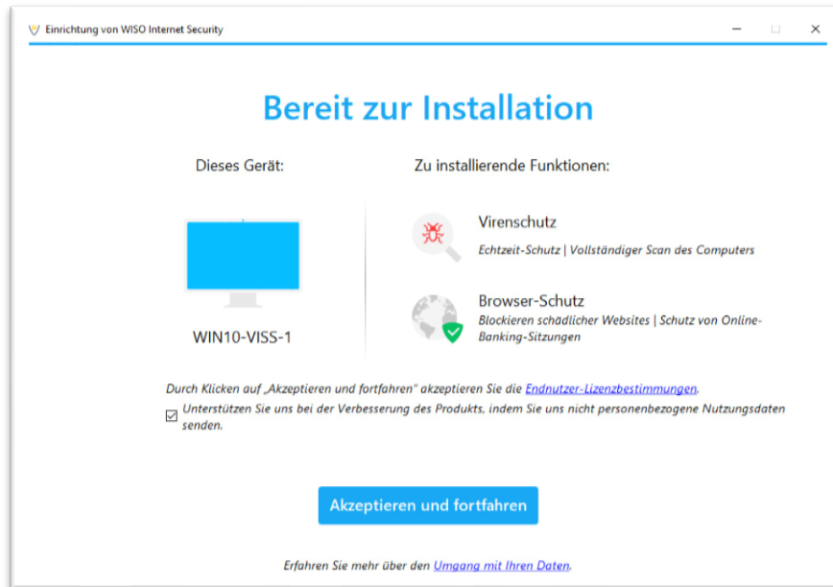 Einrichtung von WISO Internet Security
Bereit zur Installation
Dieses Gerät:
WIN10-VISS-1
Zu installierende Funktionen:
Virenschutz
Echtzeit-Schutz | Vollständiger Scan des Computers
Browser-Schutz
Blockieren schädlicher Websites | Schutz von Online-
Banking-Sitzungen
Durch Klicken auf „Akzeptieren und fortfahren" akzeptieren Sie die Endnutzer-Lizenzbestimmungen.
Unterstützen Sie uns bei der Verbesserung des Produkts, indem Sie uns nicht personenbezogene Nutzungsdaten
senden.
Akzeptieren und fortfahren
Erfahren Sie mehr über den Umgang mit Ihren Daten.